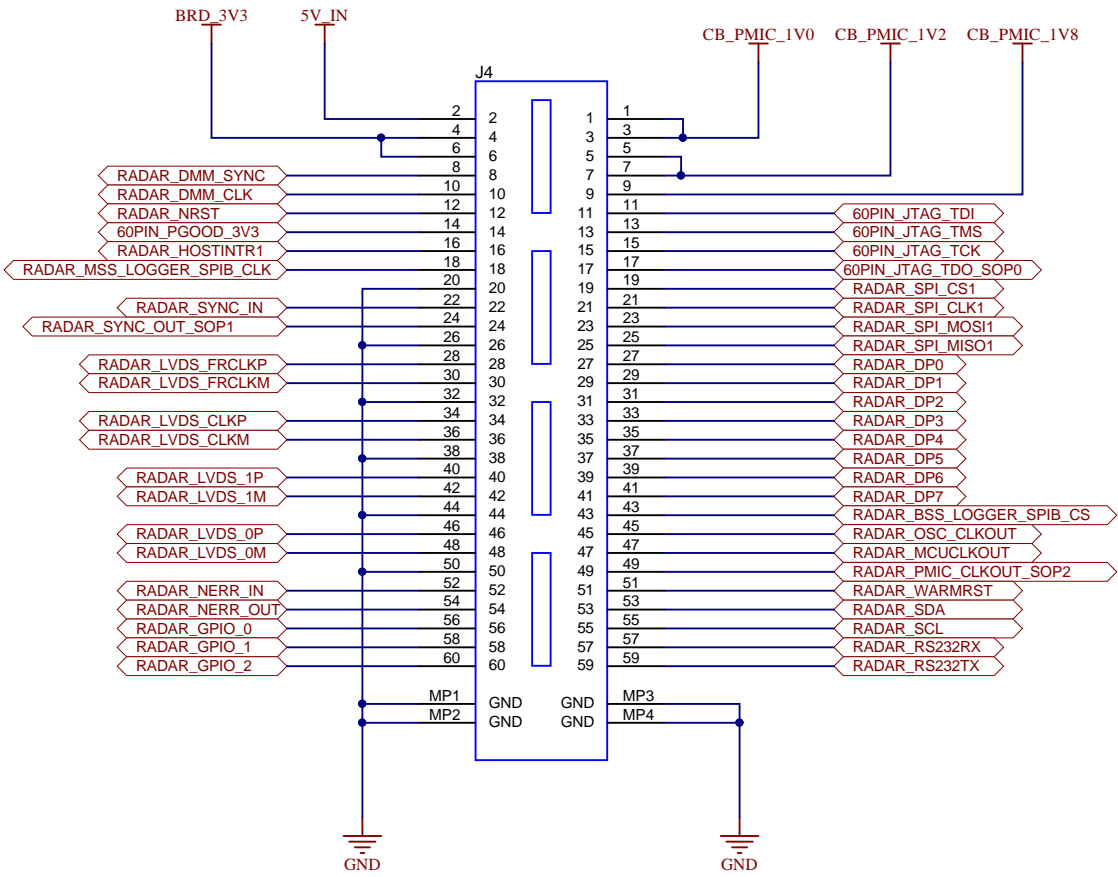 BRD_3V3 5V_IN
CB_PMIC_1V0 CB_PMIC_1V2 CB_PMIC_1V8
J4
2 2 1 1
4 4 3 3
6 6 5 5
RADAR_DMM_SYNC 8 8 7 7
RADAR_DMM_CLK 10 10 9 9
RADAR_NRST 12 12 11 11 60PIN_JTAG_TDI
60PIN_PGOOD_3V3 14 14 13 13 60PIN_JTAG_TMS
RADAR_HOSTINTR1 16 16 15 15 60PIN_JTAG_TCK
RADAR_MSS_LOGGER_SPIB_CLK 18 18 17 17 60PIN_JTAG_TDO_SOP0
20 20 19 19 RADAR_SPI_CS1
RADAR_SYNC_IN 22 22 21 21 RADAR_SPI_CLK1
RADAR_SYNC_OUT_SOP1 24 24 23 23 RADAR_SPI_MOSI1
26 26 25 25 RADAR_SPI_MISO1
RADAR_LVDS_FRCLKP 28 28 27 27 RADAR_DP0
RADAR_LVDS_FRCLKM 30 30 29 29 RADAR_DP1
32 32 31 31 RADAR_DP2
RADAR_LVDS_CLKP 34 34 33 33 RADAR_DP3
RADAR_LVDS_CLKM 36 36 35 35 RADAR_DP4
38 38 37 37 RADAR_DP5
RADAR_LVDS_1P 40 40 39 39 RADAR_DP6
RADAR_LVDS_1M 42 42 41 41 RADAR_DP7
44 44 43 43 RADAR_BSS_LOGGER_SPIB_CS
RADAR_LVDS_0P 46 46 45 45 RADAR_OSC_CLKOUT
RADAR_LVDS_0M 48 48 47 47 RADAR_MCUCLKOUT
50 50 49 49 RADAR_PMIC_CLKOUT_SOP2
RADAR_NERR_IN 52 52 51 51 RADAR_WARMRST
RADAR_NERR_OUT 54 54 53 53 RADAR_SDA
RADAR_GPIO_0 56 56 55 55 RADAR_SCL
RADAR_GPIO_1 58 58 57 57 RADAR_RS232RX
RADAR_GPIO_2 60 60 59 59 RADAR_RS232TX
MP1 GND GND MP3
MP2 GND GND MP4
GND GND